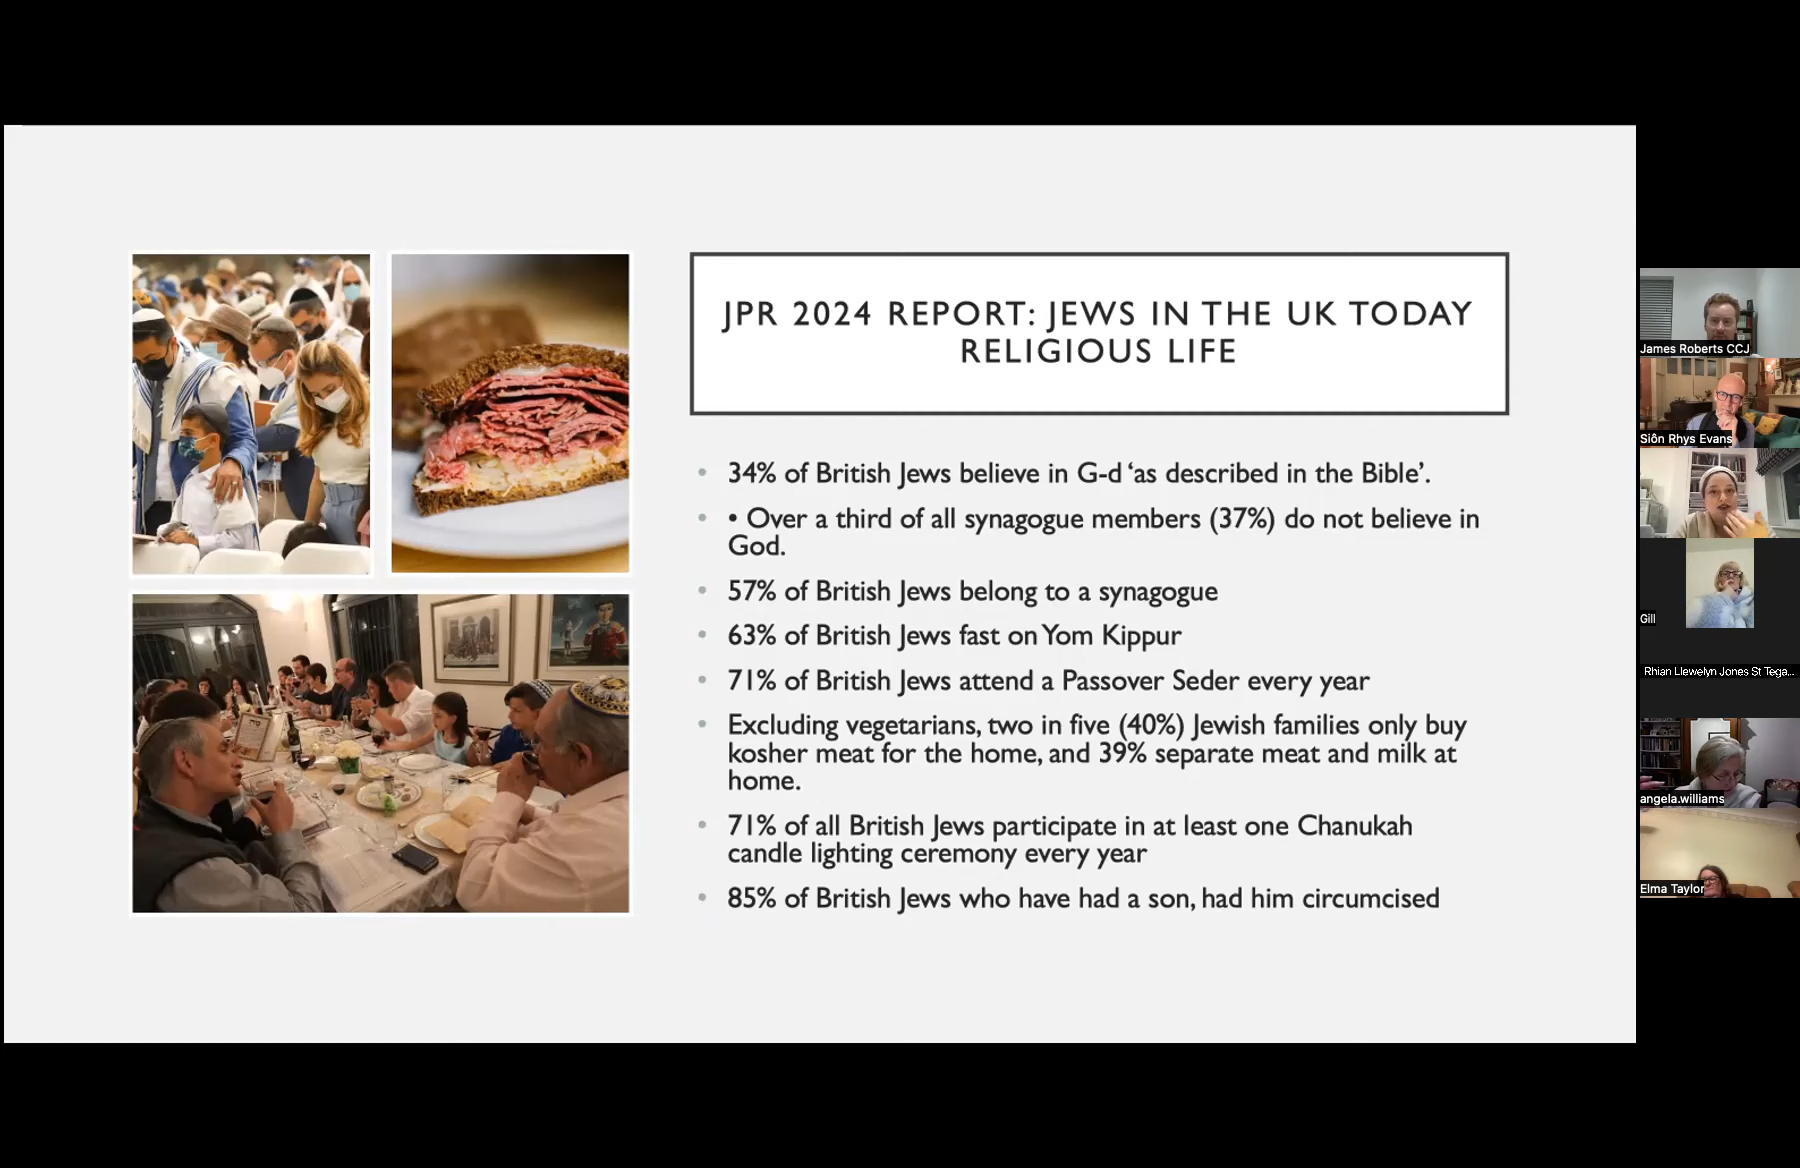 JPR 2024 REPORT: JEWS IN THE UK TODAY
RELIGIOUS LIFE
• 34% of British Jews believe in G-d ‘as described in the Bible’.
• • Over a third of all synagogue members (37%) do not believe in
God.
• 57% of British Jews belong to a synagogue
• 63% of British Jews fast on Yom Kippur
• 71% of British Jews attend a Passover Seder every year
• Excluding vegetarians, two in five (40%) Jewish families only buy
kosher meat for the home, and 39% separate meat and milk at
home.
• 71% of all British Jews participate in at least one Chanukah
candle lighting ceremony every year
• 85% of British Jews who have had a son, had him circumcised
James Roberts CCJ
Siôn Rhys Evans
Gill
Rhian Llewelyn Jones St Tega...
angela.williams
Elma Taylor